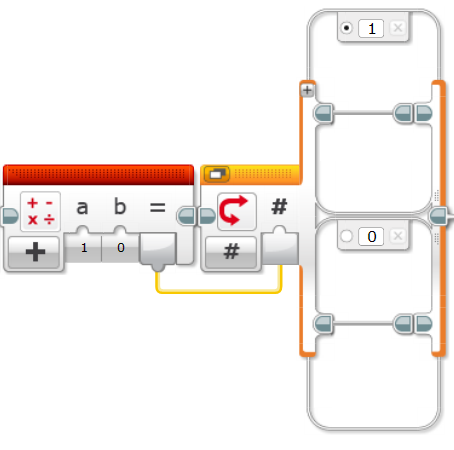 1
+ -
x ÷
a b = #
+ 1 0 #
0